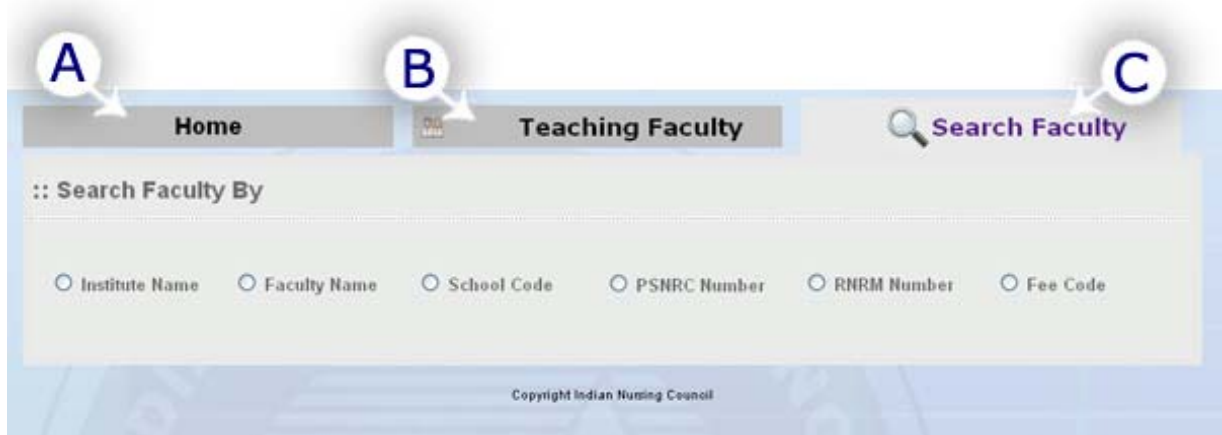 A B C
Home Teaching Faculty Search Faculty
:: Search Faculty By
Institute Name Faculty Name School Code PSNRC Number RNRM Number Fee Code
Copyright Indian Nursing Council